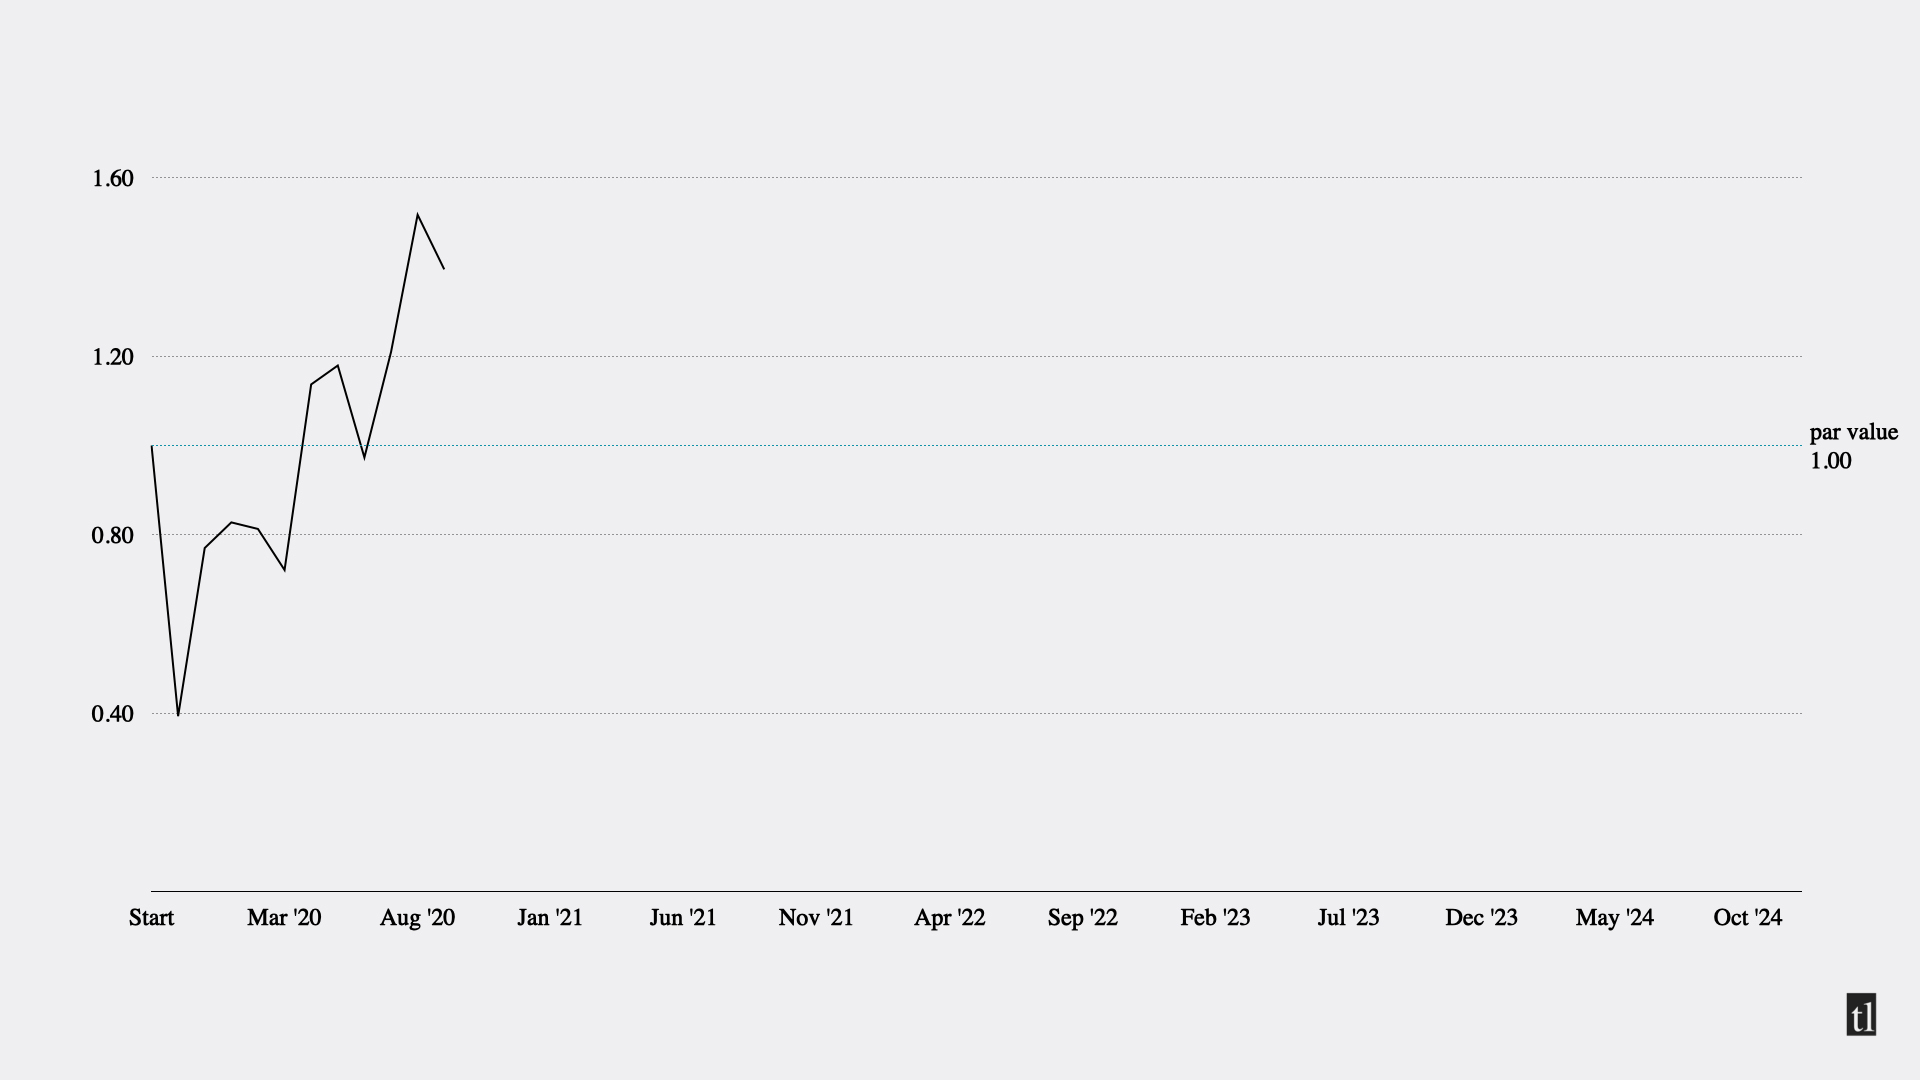 1.60
1.20
par value
1.00
0.80
0.40
Start Mar '20 Aug '20 Jan '21 Jun '21 Nov '21 Apr '22 Sep '22 Feb '23 Jul '23 Dec '23 May '24 Oct '24
tl